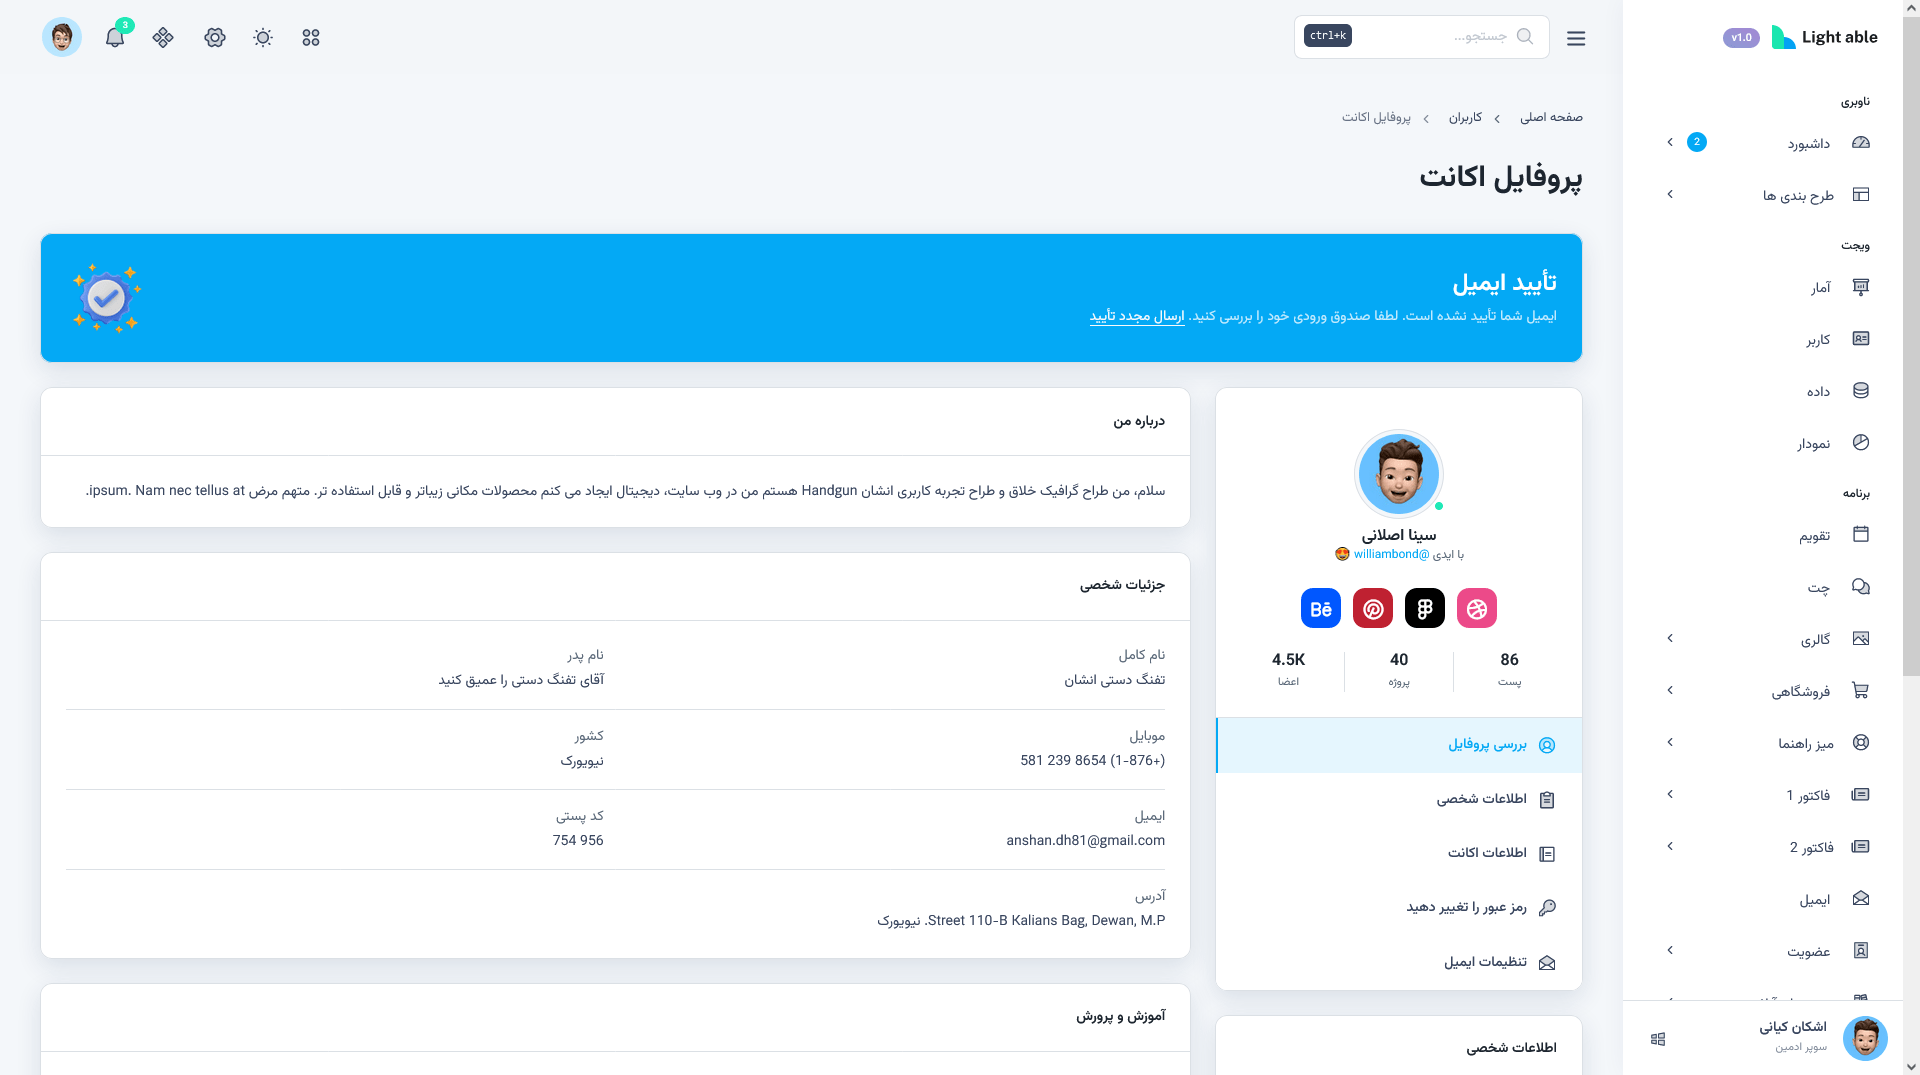 Light able
v1.0
ctrl+k
جستجو...
3
ناوبری
داشبورد
2
طرح بندی ها
ویجت
آمار
کاربر
داده
نمودار
برنامه
تقویم
چت
گالری
فروشگاهی
میز راهنما
فاکتور 1
فاکتور 2
ایمیل
عضویت
اشکان کیانی
سوپر ادمین
صفحه اصلی
کاربران
پروفایل اکانت
پروفایل اکانت
تأیید ایمیل
ایمیل شما تأیید نشده است. لطفا صندوق ورودی خود را بررسی کنید. ارسال مجدد تأیید
سینا اصلانی
با ایدی @williambond 😍
Bē
86
پست
40
پروژه
4.5K
اعضا
بررسی پروفایل
اطلاعات شخصی
اطلاعات اکانت
رمز عبور را تغییر دهید
تنظیمات ایمیل
اطلاعات شخصی
درباره من
سلام، من طراح گرافیک خلاق و طراح تجربه کاربری انشان Handgun هستم من در وب سایت، دیجیتال ایجاد می کنم محصولات مکانی زیباتر و قابل استفاده تر. متهم مرض ipsum. Nam nec tellus at.
جزئیات شخصی
نام کامل
تفنگ دستی انشان
نام پدر
آقای تفنگ دستی را عمیق کنید
موبایل
(+1-876) 8654 239 581
کشور
نیویورک
ایمیل
anshan.dh81@gmail.com
کد پستی
956 754
آدرس
Street 110-B Kalians Bag, Dewan, M.P. نیویورک
آموزش و پرورش